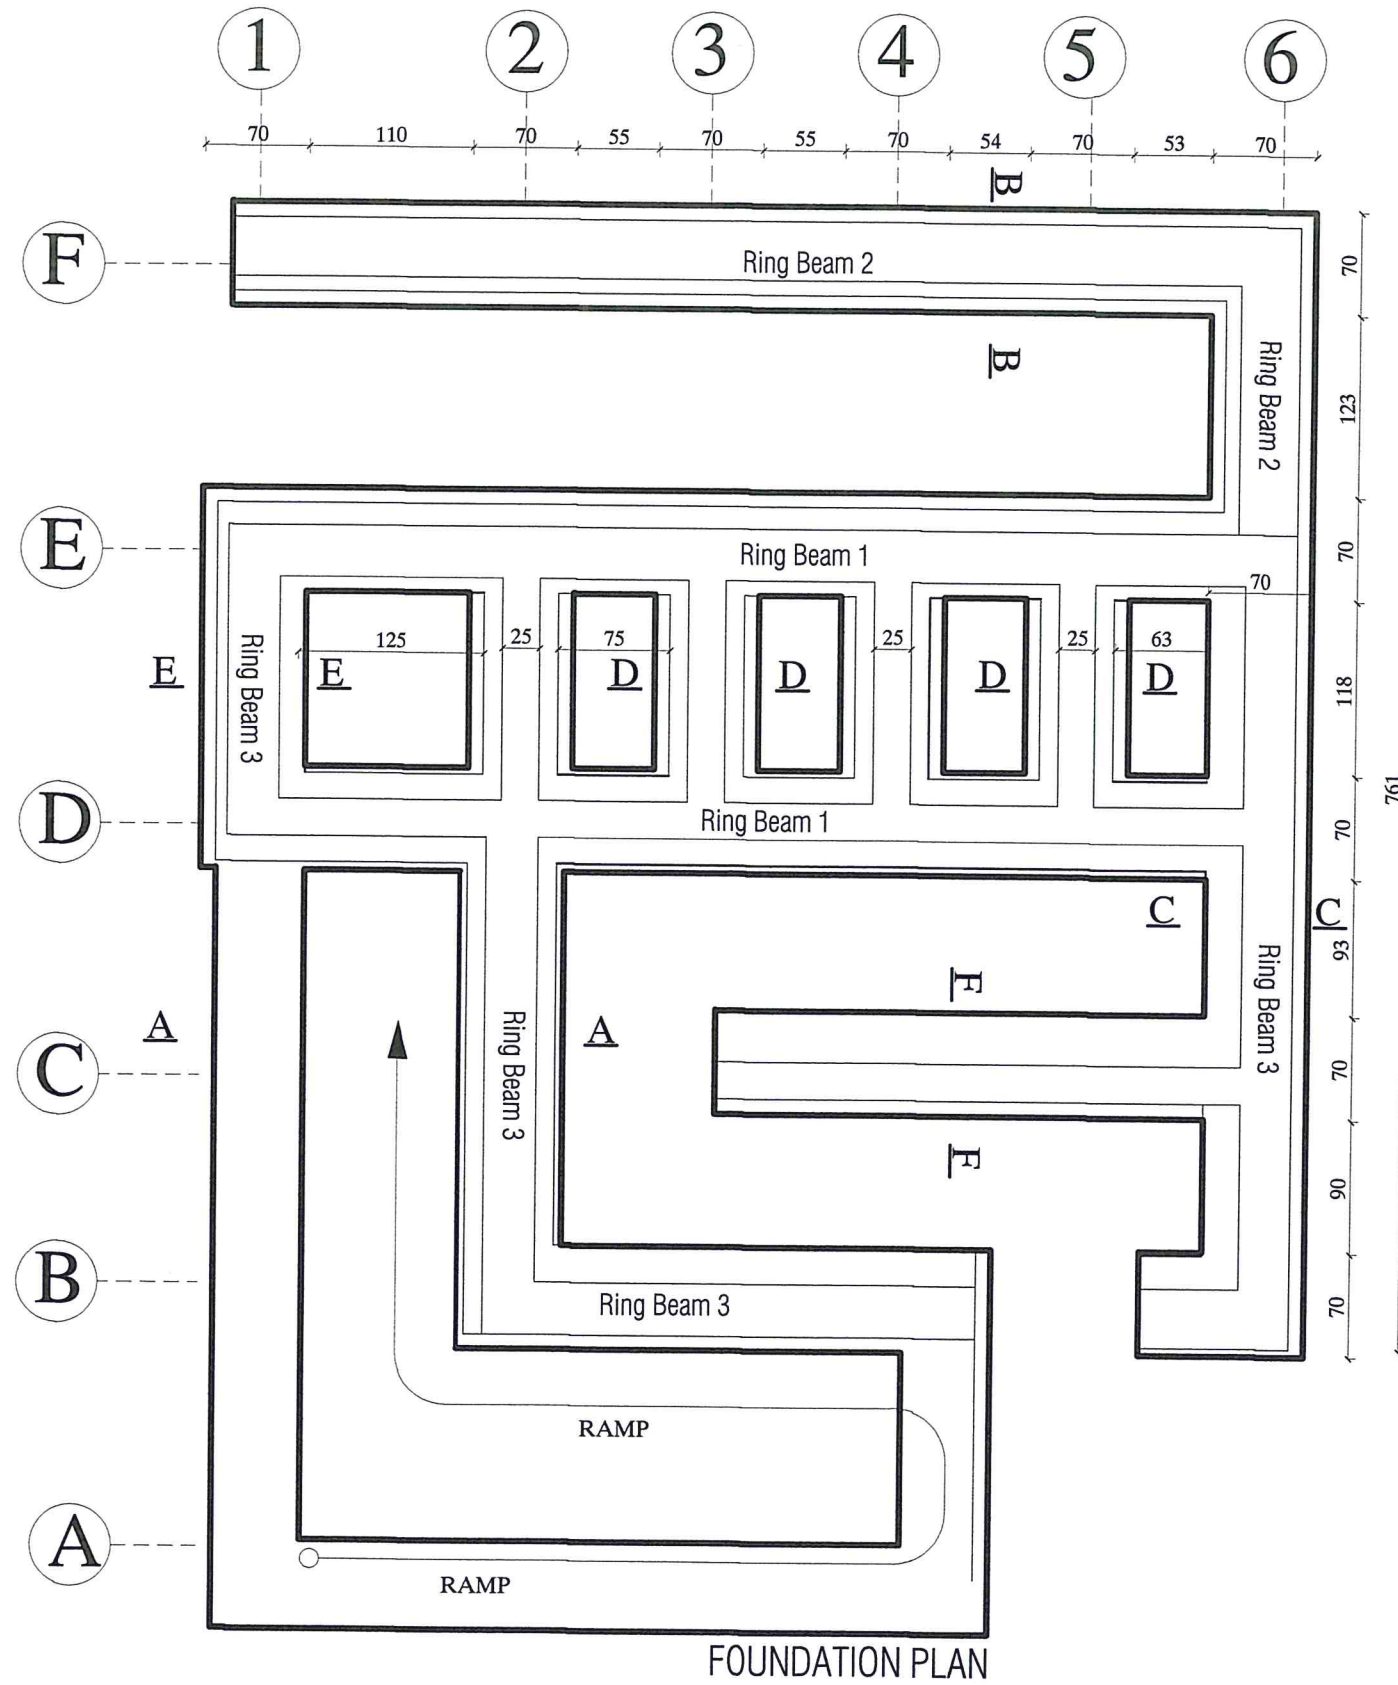 1 2 3 4 5 6
70 110 70 55 70 55 70 54 70 53 70
B
F
Ring Beam 2
70
B
Ring Beam 2
123
E
Ring Beam 1
70
70
125 25 75 25 25 63
E
Ring Beam 3
E D D D D
118
761
D
Ring Beam 1
70
C C
93
F
Ring Beam 3
A
Ring Beam 3
A
C
70
F
90
B
Ring Beam 3
70
RAMP
A
RAMP
FOUNDATION PLAN